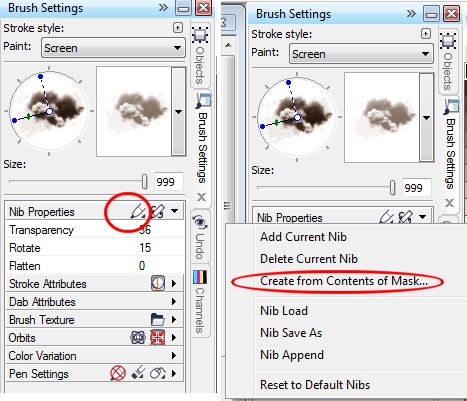 Brush Settings
Stroke style:
Paint: Screen
Size:
999
Nib Properties
Transparency 36
Rotate 15
Flatten 0
Stroke Attributes
Dab Attributes
Brush Texture
Orbits
Color Variation
Pen Settings
Objects
Brush Settings
Undo
Channels
3
Brush Settings
Stroke style:
Paint: Screen
Size:
999
Nib Properties
Objects
Brush Settings
Add Current Nib
Delete Current Nib
Create from Contents of Mask...
Nib Load
Nib Save As
Nib Append
Reset to Default Nibs